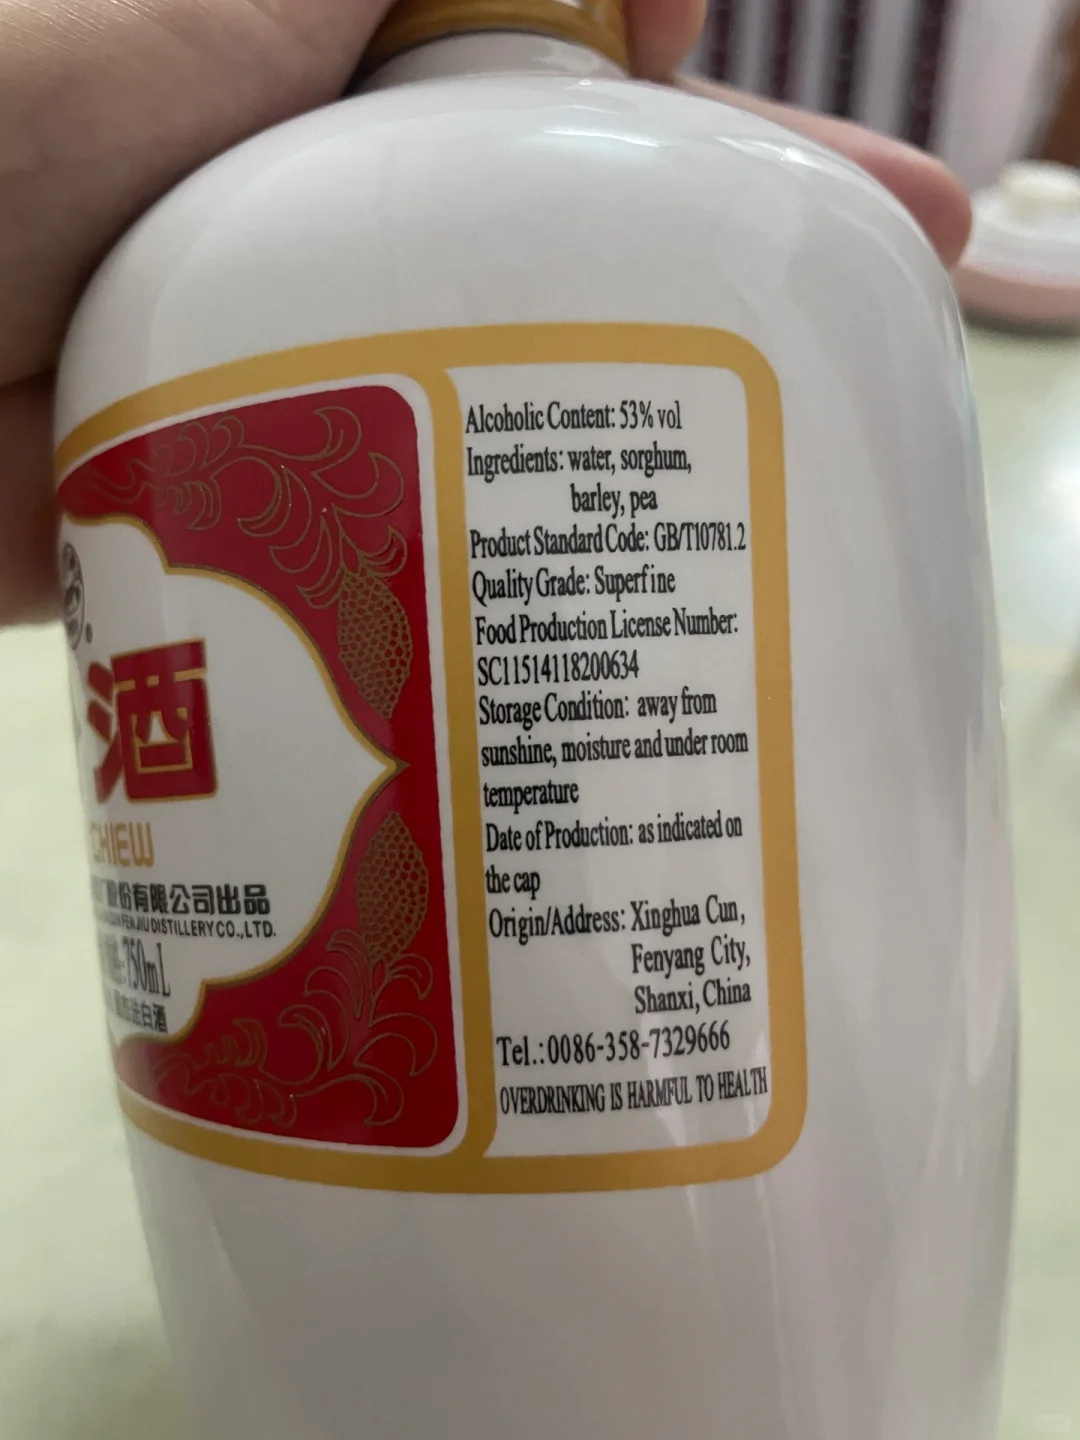 酒
CHIEW
股份有限公司出品
FENJIU DISTILLERY CO., LTD.
750mL
白酒
Alcoholic Content: 53% vol
Ingredients: water, sorghum,
barley, pea
Product Standard Code: GB/T10781.2
Quality Grade: Superfine
Food Production License Number:
SC11514118200634
Storage Condition: away from
sunshine, moisture and under room
temperature
Date of Production: as indicated on
the cap
Origin/Address: Xinghua Cun,
Fenyang City,
Shanxi, China
Tel.:0086-358-7329666
OVERDRINKING IS HARMFUL TO HEALTH